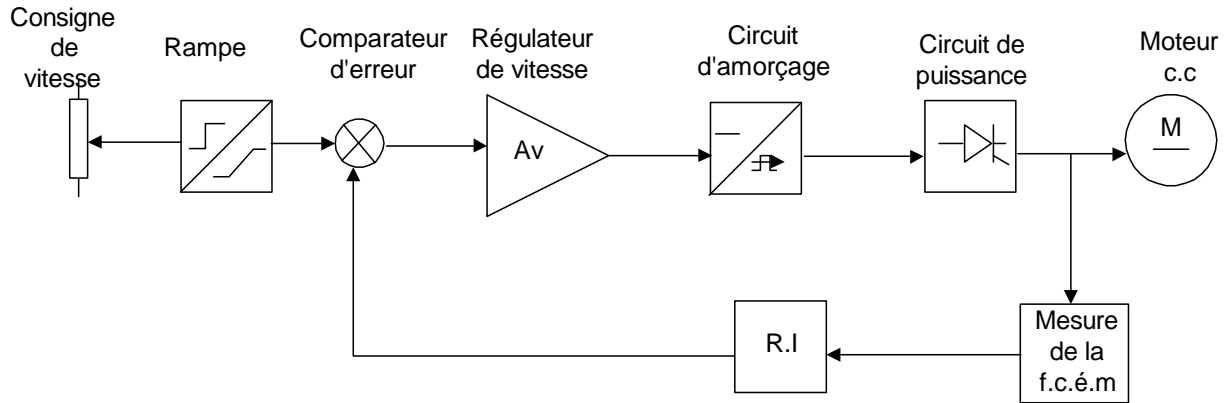 Consigne
de
vitesse
Rampe
Comparateur
d'erreur
Régulateur
de vitesse
Circuit
d'amorçage
Circuit de
puissance
Moteur
c.c
Av
M
R.I
Mesure
de la
f.c.é.m